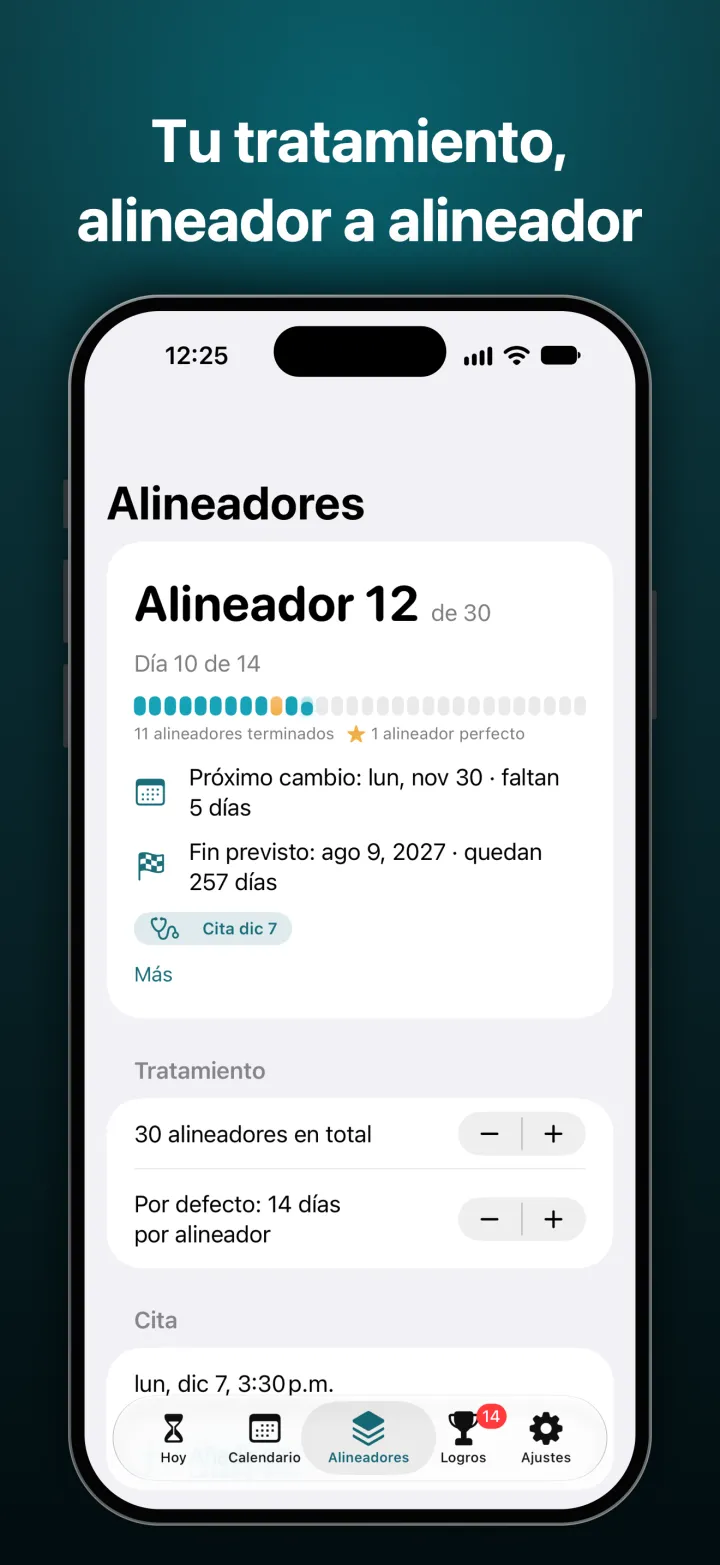 Tu tratamiento,
alineador a alineador
12:25
Alineadores
Alineador 12 de 30
Día 10 de 14
11 alineadores terminados 1 alineador perfecto
Próximo cambio: lun, nov 30 · faltan
5 días
Fin previsto: ago 9, 2027 · quedan
257 días
Cita dic 7
Más
Tratamiento
30 alineadores en total
Por defecto: 14 días
por alineador
Cita
lun, dic 7, 3:30 p.m.
14
Hoy Calendario Alineadores Logros Ajustes